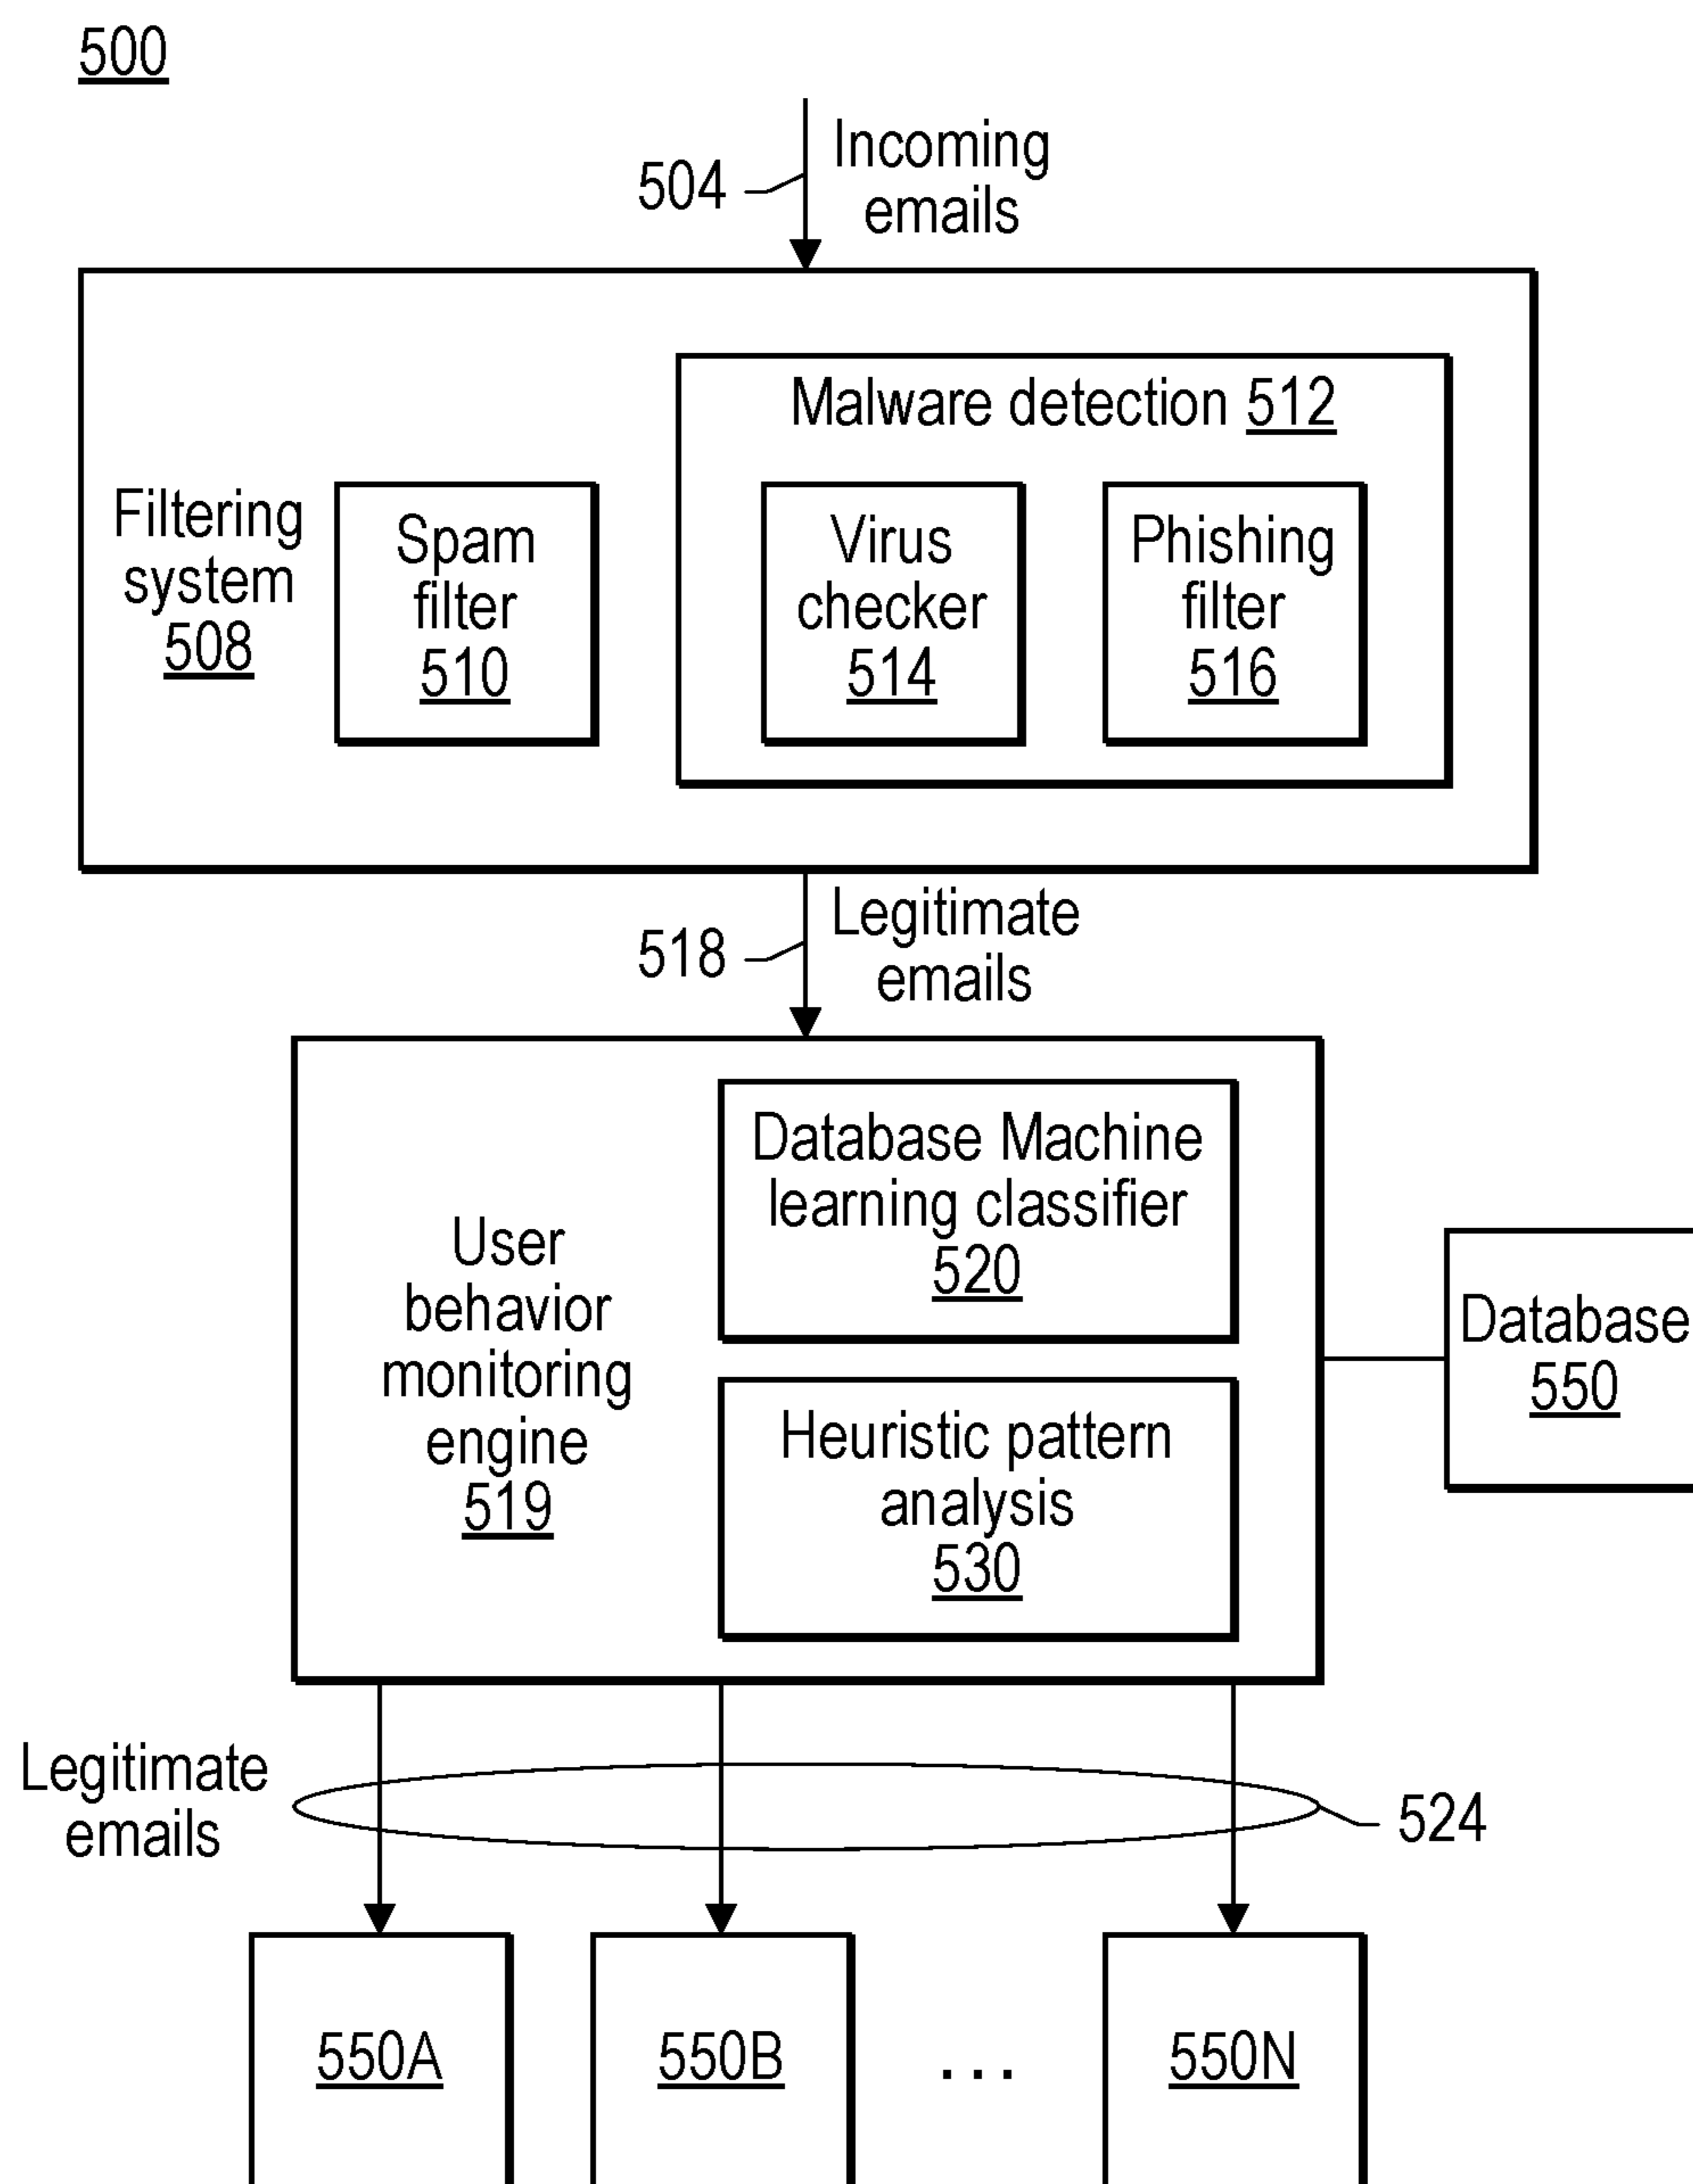 500
504
Incoming
emails
Malware detection 512
Filtering
system
508
Spam
filter
510
Virus
checker
514
Phishing
filter
516
518
Legitimate
emails
User
behavior
monitoring
engine
519
Database Machine
learning classifier
520
Heuristic pattern
analysis
530
Database
550
Legitimate
emails
524
550A
550B
...
550N